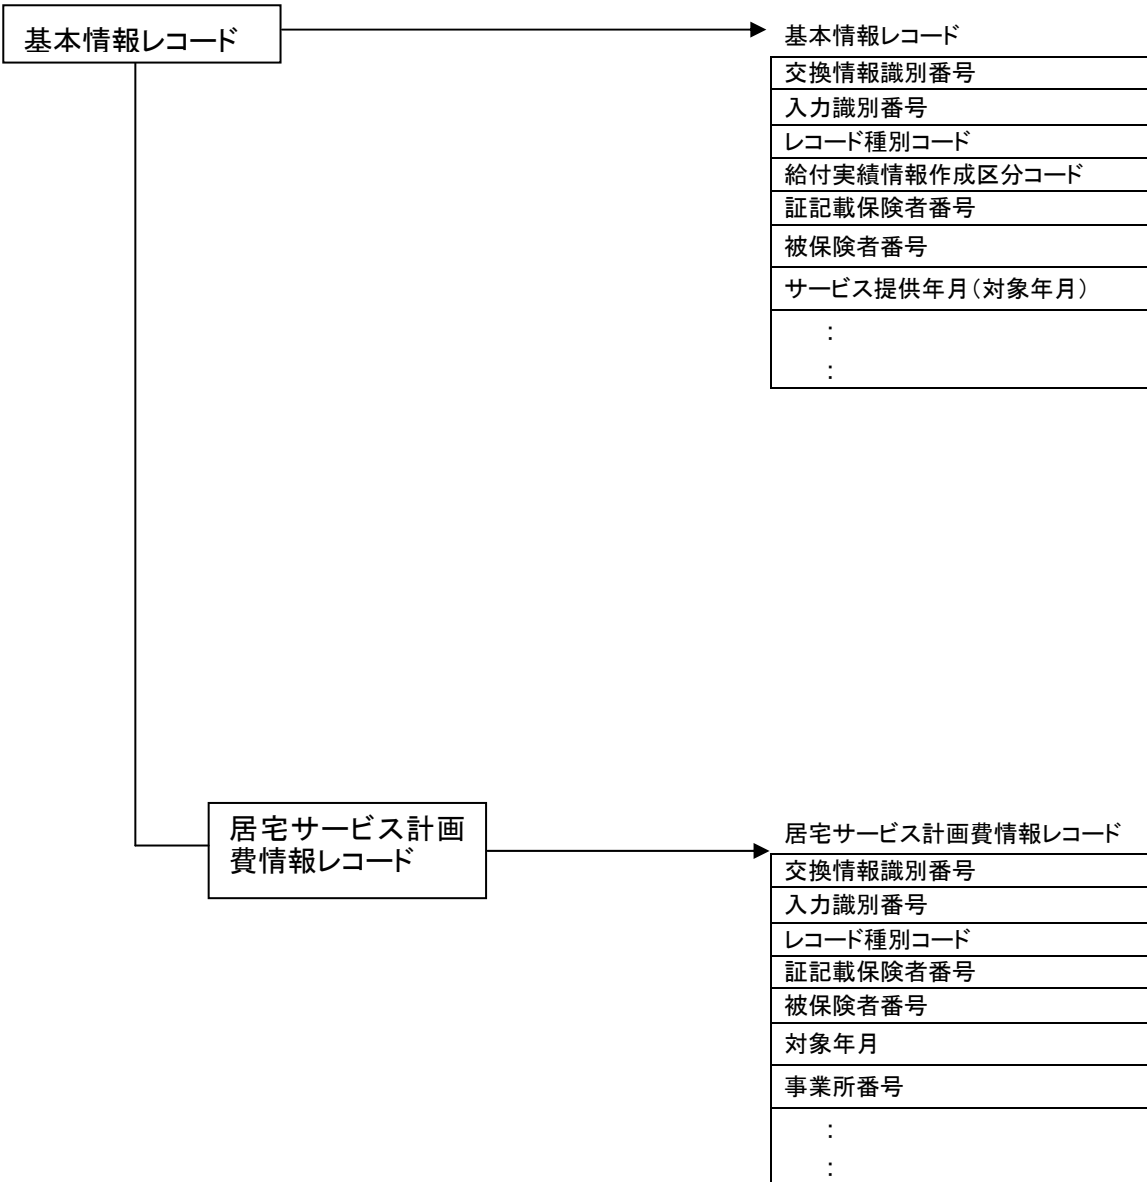 基本情報レコード
基本情報レコード
交換情報識別番号
入力識別番号
レコード種別コード
給付実績情報作成区分コード
証記載保険者番号
被保険者番号
サービス提供年月(対象年月)
:
:
居宅サービス計画
費情報レコード
居宅サービス計画費情報レコード
交換情報識別番号
入力識別番号
レコード種別コード
証記載保険者番号
被保険者番号
対象年月
事業所番号
:
: